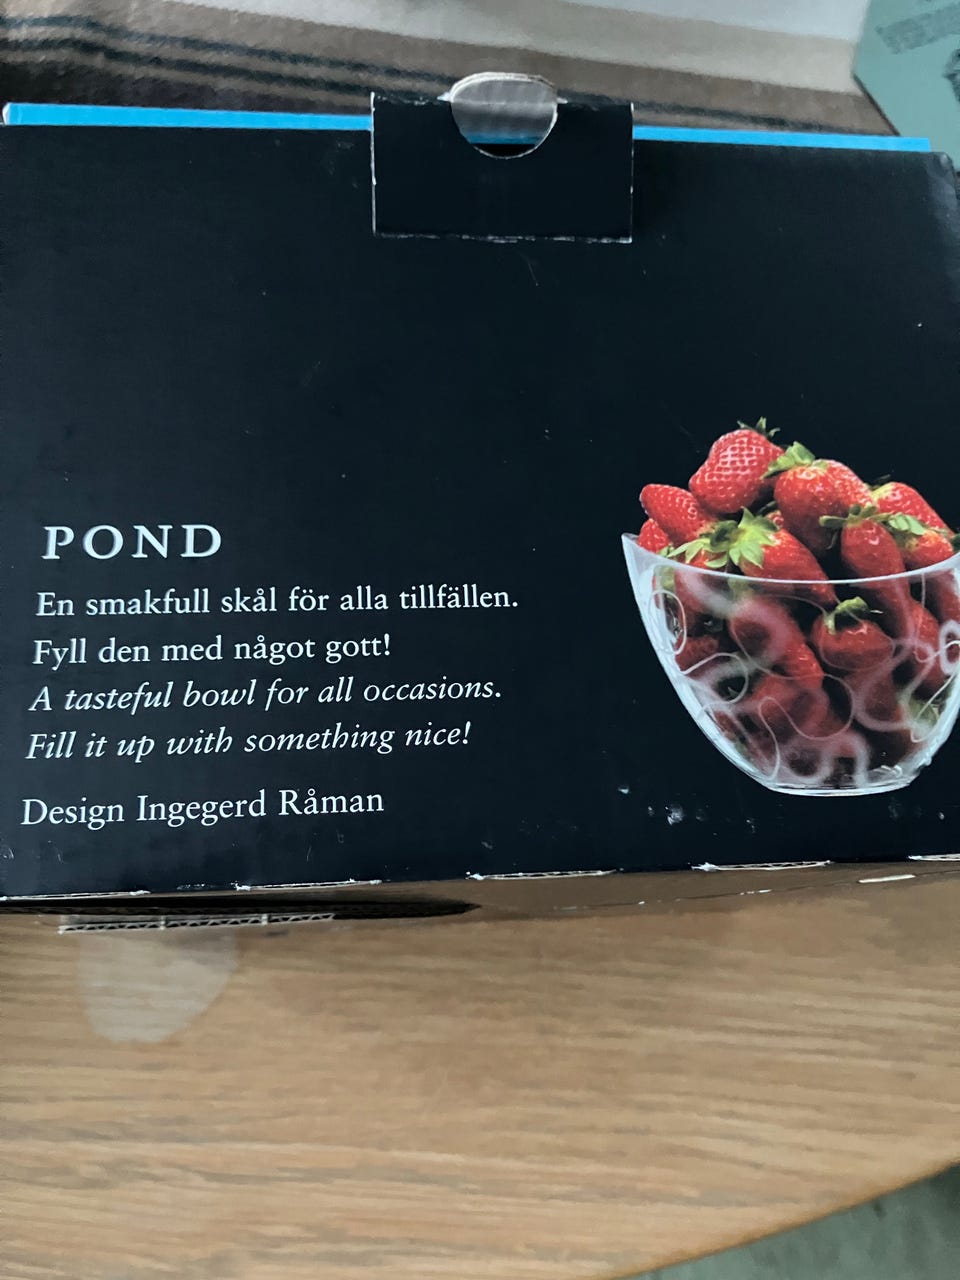 POND
En smakfull skål för alla tillfällen.
Fyll den med något gott!
A tasteful bowl for all occasions.
Fill it up with something nice!
Design Ingegerd Råman